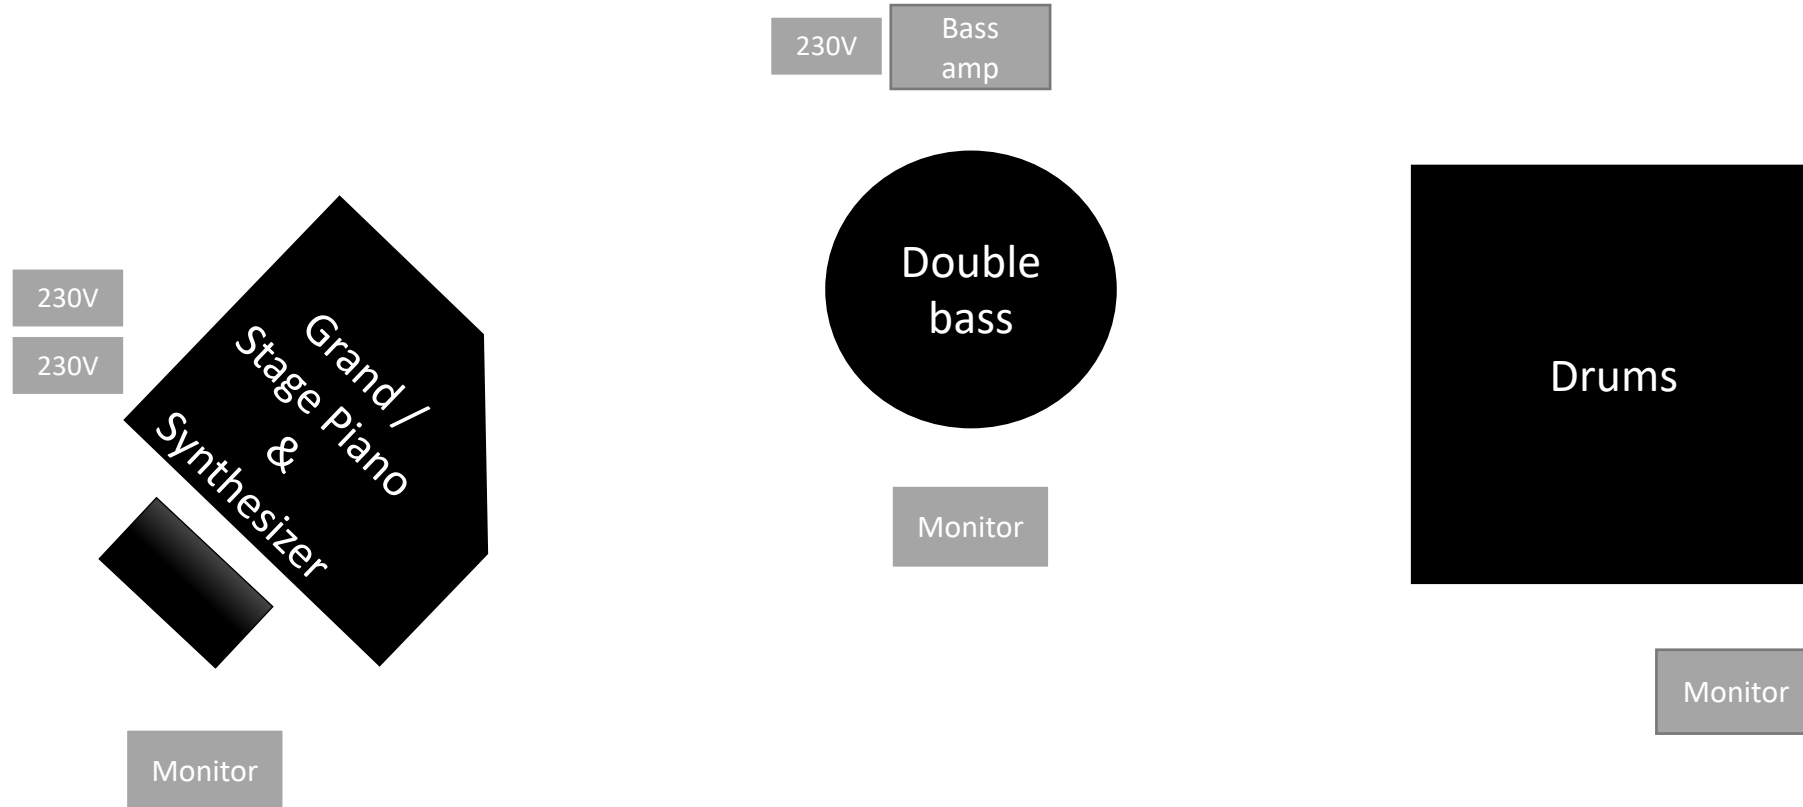 230V
Bass
amp
230V
230V
Grand /
Stage Piano
&
Synthesizer
Double
bass
Drums
Monitor
Monitor
Monitor